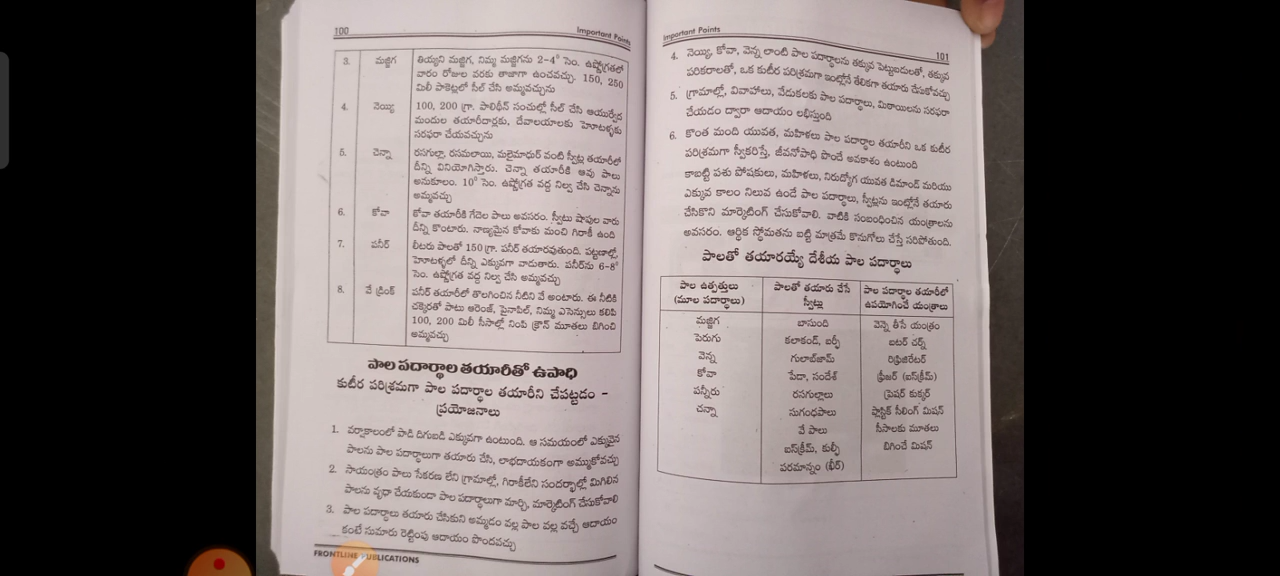 100
Important Points
3. మజ్జిగ తియ్యని మజ్జిగ, నిమ్మ మజ్జిగను 2-4° సెం. ఉష్ణోగ్రతలో
వారం రోజుల వరకు తాజాగా ఉంచవచ్చు. 150, 250
మిలీ పాకెట్లలో సీల్ చేసి అమ్మవచ్చును
4. నెయ్యి 100, 200 గ్రా. పాలిథీన్ సంచుల్లో సీల్ చేసి ఆయుర్వేద
మందుల తయారీదార్లకు, దేవాలయాలకు హెూటళ్ళకు
సరఫరా చేయవచ్చును
5. చెన్నా రసగుల్లా, రసమలాయి, మలైమాధుర్ వంటి స్వీట్ల తయారీలో
దీన్ని వినియోగిస్తారు. చెన్నా తయారీకి ఆవు పాలు
అనుకూలం. 10° సెం. ఉష్ణోగ్రత వద్ద నిల్వ చేసి చెన్నాను
అమ్మవచ్చు
6. కోవా కోవా తయారీకి గేదెల పాలు అవసరం. స్వీటు షాపుల వారు
దీన్ని కొంటారు. నాణ్యమైన కోవాకు మంచి గిరాకీ ఉంది
7. పనీర్ లీటరు పాలతో 150 గ్రా. పనీర్ తయారవుతుంది. పట్టణాల్లో,
హెూటళ్లలో దీన్ని ఎక్కువగా వాడుతారు. పనీర్‌ను 6-8°
సెం. ఉష్ణోగ్రత వద్ద నిల్వ చేసి అమ్మవచ్చు
8. వే డ్రింక్ పనీర్ తయారీలో తొలగించిన నీటిని వే అంటారు. ఈ నీటికి
చక్కెరతో పాటు ఆరెంజ్, పైనాపిల్, నిమ్మ ఎసెన్సులు కలిపి
100, 200 మిలీ సీసాల్లో నింపి క్రౌన్ మూతలు బిగించి
అమ్మవచ్చు
పాల పదార్థాల తయారీతో ఉపాధి
కుటీర పరిశ్రమగా పాల పదార్థాల తయారీని చేపట్టడం -
ప్రయోజనాలు
1. వర్షాకాలంలో పాడి దిగుబడి ఎక్కువగా ఉంటుంది. ఆ సమయంలో ఎక్కువైన
పాలను పాల పదార్థాలుగా తయారు చేసి, లాభదాయకంగా అమ్ముకోవచ్చు
2. సాయంత్రం పాలు సేకరణ లేని గ్రామాల్లో, గిరాకీలేని సందర్భాల్లో మిగిలిన
పాలను వృథా చేయకుండా పాల పదార్థాలుగా మార్చి, మార్కెటింగ్ చేసుకోవాలి
3. పాల పదార్థాలు తయారు చేసికుని అమ్మడం వల్ల పాల వల్ల వచ్చే ఆదాయం
కంటే సుమారు రెట్టింపు ఆదాయం పొందవచ్చు
FRONTLINE PUBLICATIONS
Important Points
101
4. నెయ్యి, కోవా, వెన్న లాంటి పాల పదార్థాలను తక్కువ పెట్టుబడులతో, తక్కువ
పరికరాలతో, ఒక కుటీర పరిశ్రమగా ఇంట్లోనే తేలికగా తయారు చేసుకోవచ్చు
5. గ్రామాల్లో, వివాహాలు, వేడుకలకు పాల పదార్థాలు, మిఠాయిలను సరఫరా
చేయడం ద్వారా ఆదాయం లభిస్తుంది
6. కొంత మంది యువత, మహిళలు పాల పదార్థాల తయారీని ఒక కుటీర
పరిశ్రమగా స్వీకరిస్తే, జీవనోపాధి పొందే అవకాశం ఉంటుంది
కాబట్టి పశు పోషకులు, మహిళలు, నిరుద్యోగ యువత డిమాండ్ మరియు
ఎక్కువ కాలం నిలువ ఉండే పాల పదార్థాలు, స్వీట్లను ఇంట్లోనే తయారు
చేసికొని మార్కెటింగ్ చేసుకోవాలి. వాటికి సంబంధించిన యంత్రాలను
అవసరం. ఆర్థిక స్థోమతను బట్టి మాత్రమే కొనుగోలు చేస్తే సరిపోతుంది.
పాలతో తయారయ్యే దేశీయ పాల పదార్థాలు
పాల ఉత్పత్తులు పాలతో తయారు చేసే పాల పదార్థాల తయారీలో
(మూల పదార్థాలు) స్వీట్లు ఉపయోగించే యంత్రాలు
మజ్జిగ బాసుంది వెన్నె తీసే యంత్రం
పెరుగు కలాకండ్, బర్ఫీ బటర్ చర్న్
వెన్న గులాబ్‌జామ్ రిఫ్రిజిరేటర్
కోవా పేడా, సందేశ్ ఫ్రీజర్ (ఐస్‌క్రీమ్)
పన్నీరు రసగుల్లాలు ప్రెషర్ కుక్కర్
చన్నా సుగంధపాలు ప్లాస్టిక్ సీలింగ్ మిషన్
వే పాలు సీసాలకు మూతలు
ఐస్‌క్రీమ్, కుల్ఫీ బిగించే మిషన్
పరమాన్నం (ఖీర్)